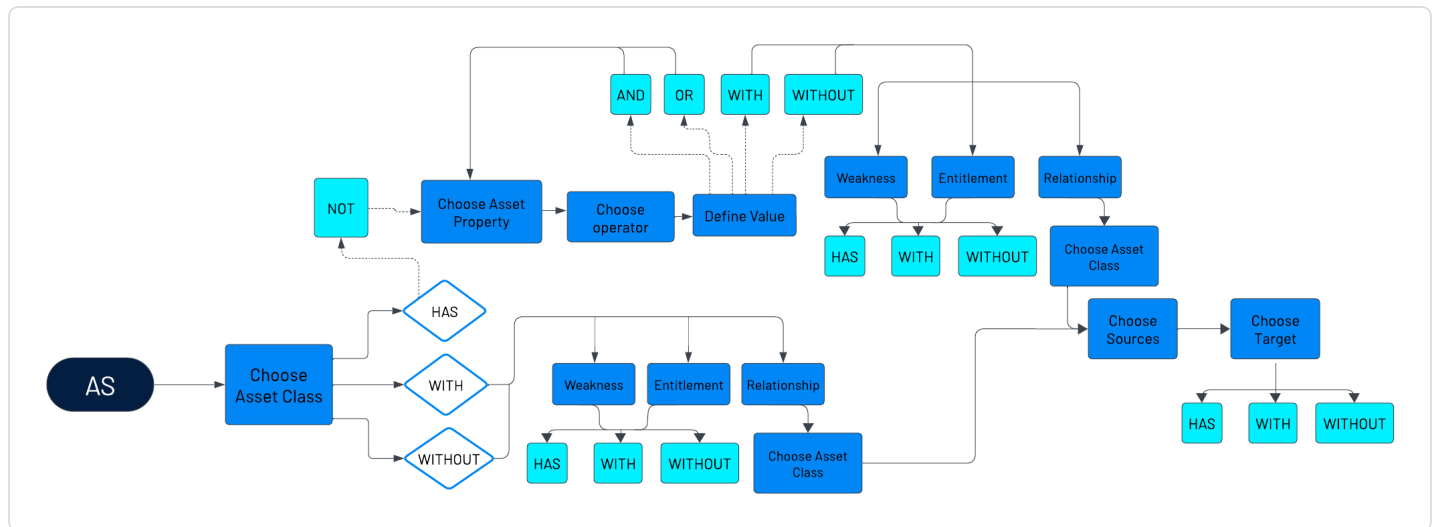 AND
OR
WITH
WITHOUT
Weakness
Entitlement
Relationship
NOT
Choose Asset
Property
Choose
operator
Define Value
HAS
WITH
WITHOUT
Choose Asset
Class
HAS
Choose
Asset Class
AS
WITH
WITHOUT
Weakness
Entitlement
Relationship
HAS
WITH
WITHOUT
Choose Asset
Class
Choose
Sources
Choose
Target
HAS
WITH
WITHOUT